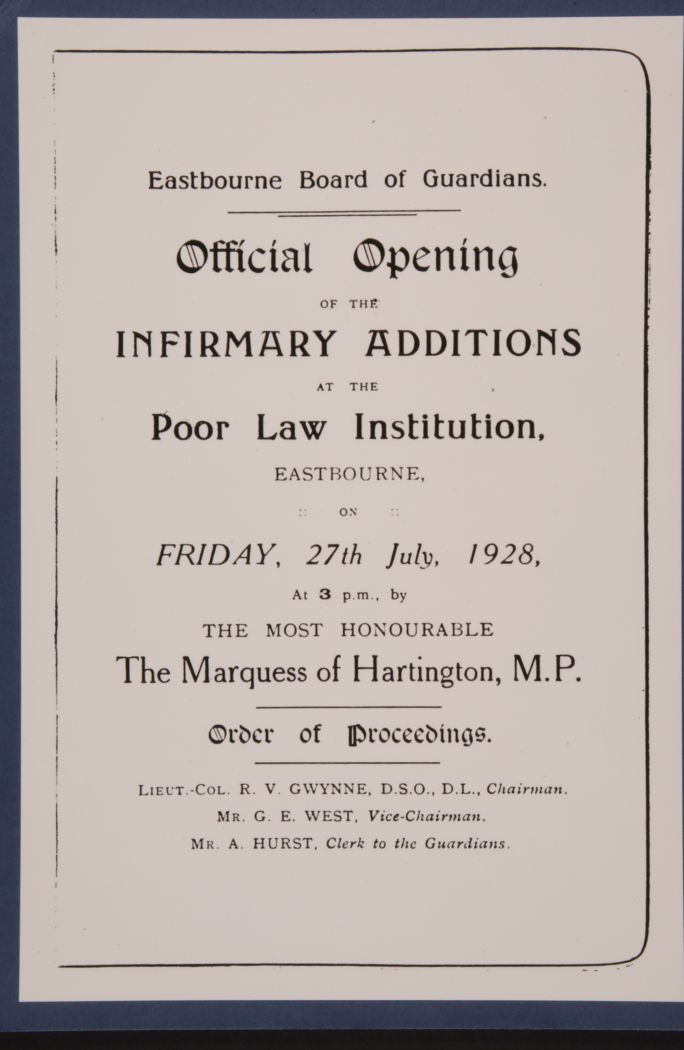 Eastbourne Board of Guardians.
Official Opening
OF THE
INFIRMARY ADDITIONS
AT THE
Poor Law Institution,
EASTBOURNE,
:: ON ::
FRIDAY, 27th July, 1928,
At 3 p.m., by
THE MOST HONOURABLE
The Marquess of Hartington, M.P.
Order of Proceedings.
LIEUT.-COL. R. V. GWYNNE, D.S.O., D.L., Chairman.
MR. G. E. WEST, Vice-Chairman.
MR. A. HURST, Clerk to the Guardians.